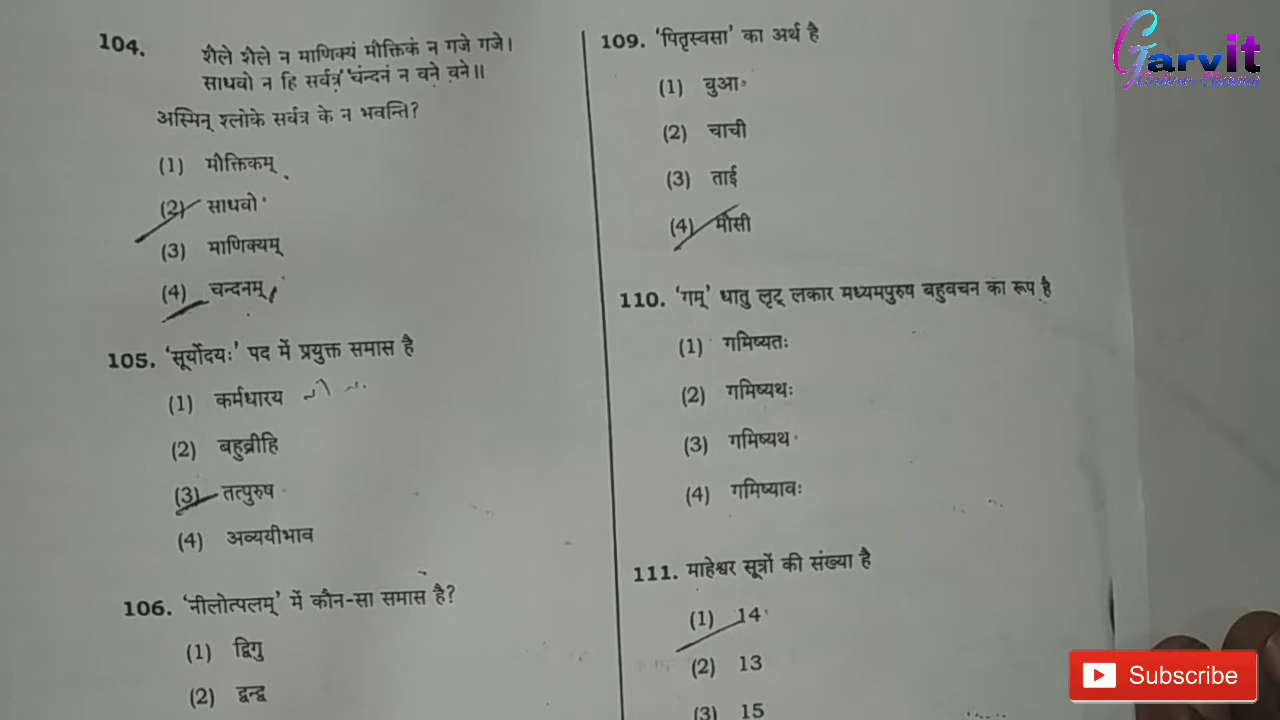 104.
शैले शैले न माणिक्यं मौक्तिकं न गजे गजे।
साधवो न हि सर्वत्र चंन्दनं न वने वने॥
अस्मिन् श्लोके सर्वत्र के न भवन्ति?
(1) मौक्तिकम्
(2) साधवो
(3) माणिक्यम्
(4) चन्दनम्
105. 'सूर्योदयः' पद में प्रयुक्त समास है
(1) कर्मधारय
(2) बहुव्रीहि
(3) तत्पुरुष
(4) अव्ययीभाव
106. 'नीलोत्पलम्' में कौन-सा समास है?
(1) द्विगु
(2) द्वन्द्व
109. 'पितृस्वसा' का अर्थ है
(1) बुआ
(2) चाची
(3) ताई
(4) मौसी
110. 'गम्' धातु लृट् लकार मध्यमपुरुष बहुवचन का रूप है
(1) गमिष्यतः
(2) गमिष्यथः
(3) गमिष्यथ
(4) गमिष्यावः
111. माहेश्वर सूत्रों की संख्या है
(1) 14
(2) 13
(3) 15
Garvit
Online Classes
Subscribe